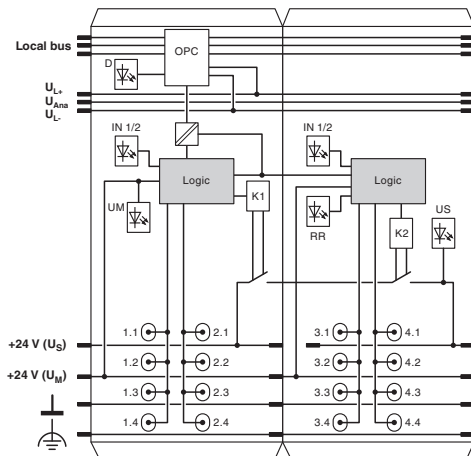 Local bus
OPC
D
UL+
UAna
UL-
IN 1/2
IN 1/2
Logic
Logic
K1
UM
RR
K2
US
1.1 2.1 3.1 4.1
+24 V (US)
1.2 2.2 3.2 4.2
+24 V (UM)
1.3 2.3 3.3 4.3
1.4 2.4 3.4 4.4